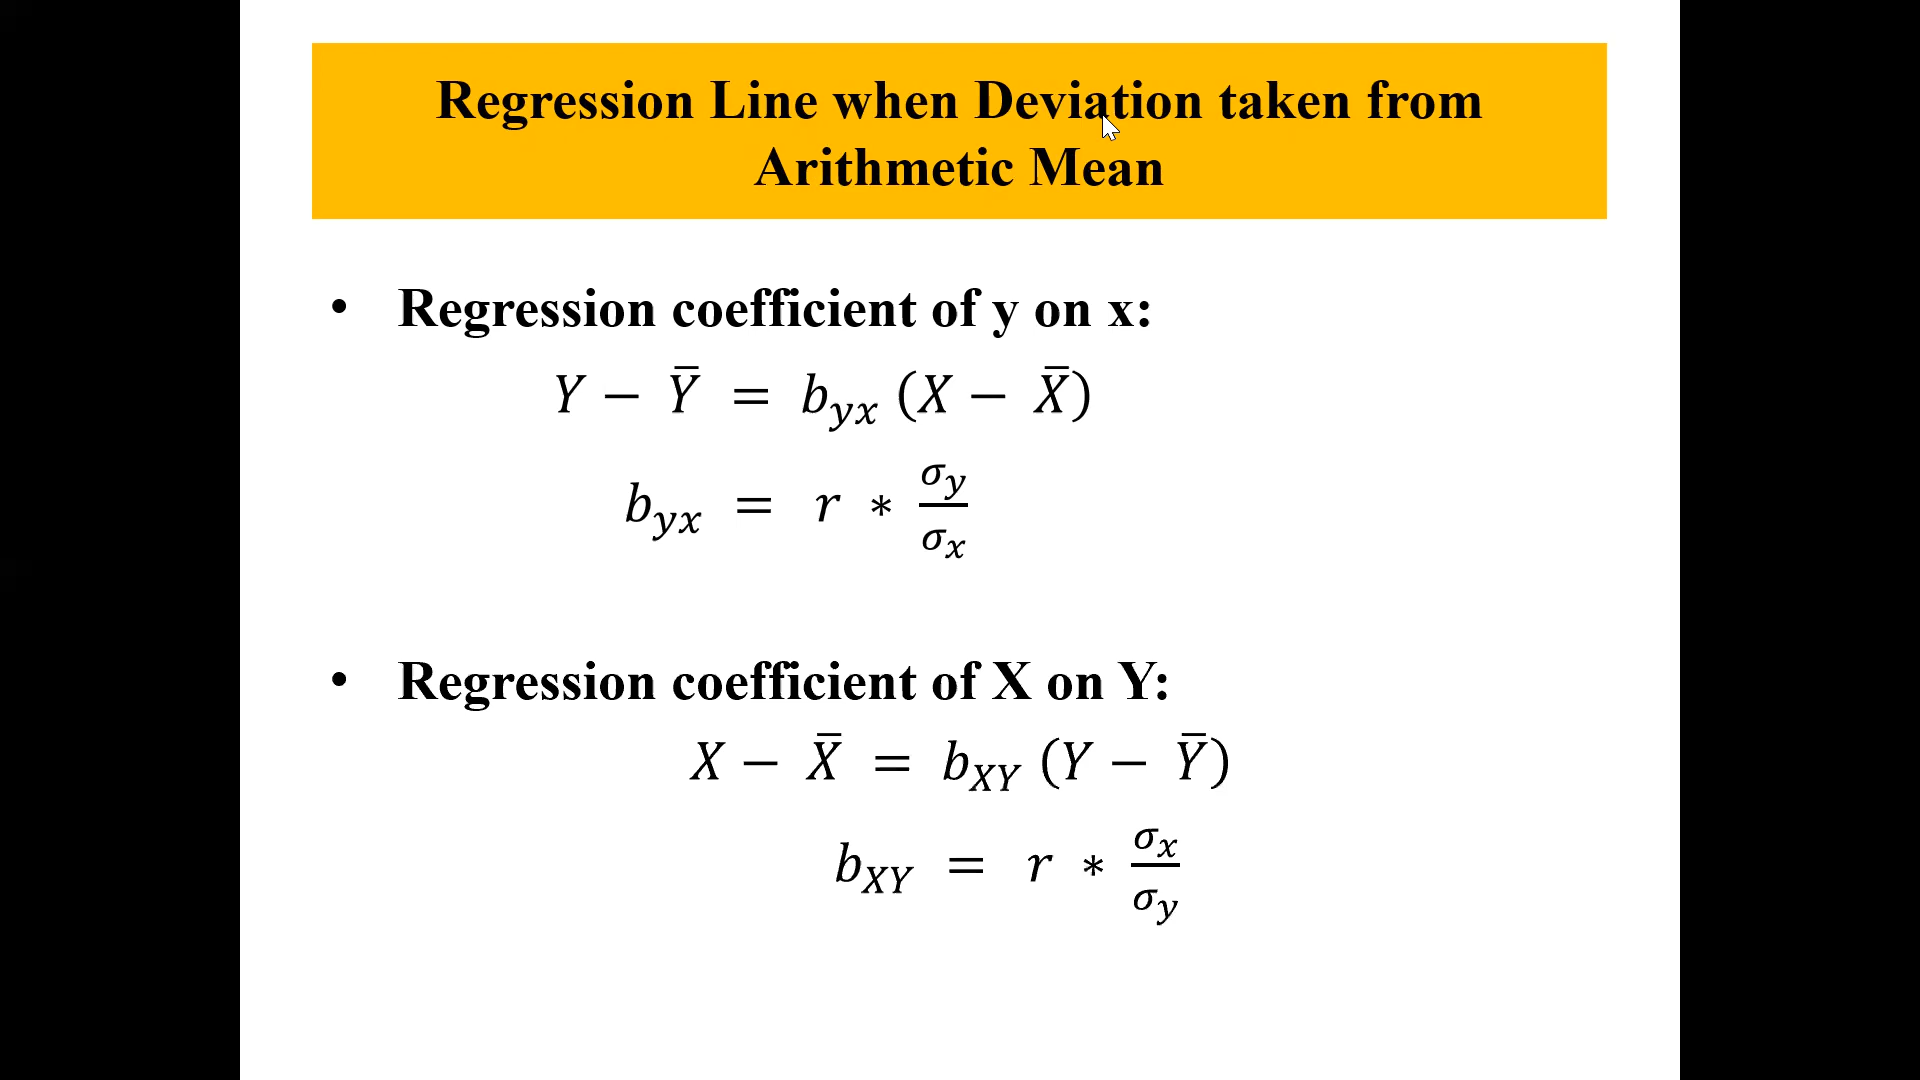 Regression Line when Deviation taken from
Arithmetic Mean
• Regression coefficient of y on x:
Y − Ȳ = b_yx (X − X̄)
b_yx = r * σ_y / σ_x
• Regression coefficient of X on Y:
X − X̄ = b_XY (Y − Ȳ)
b_XY = r * σ_x / σ_y